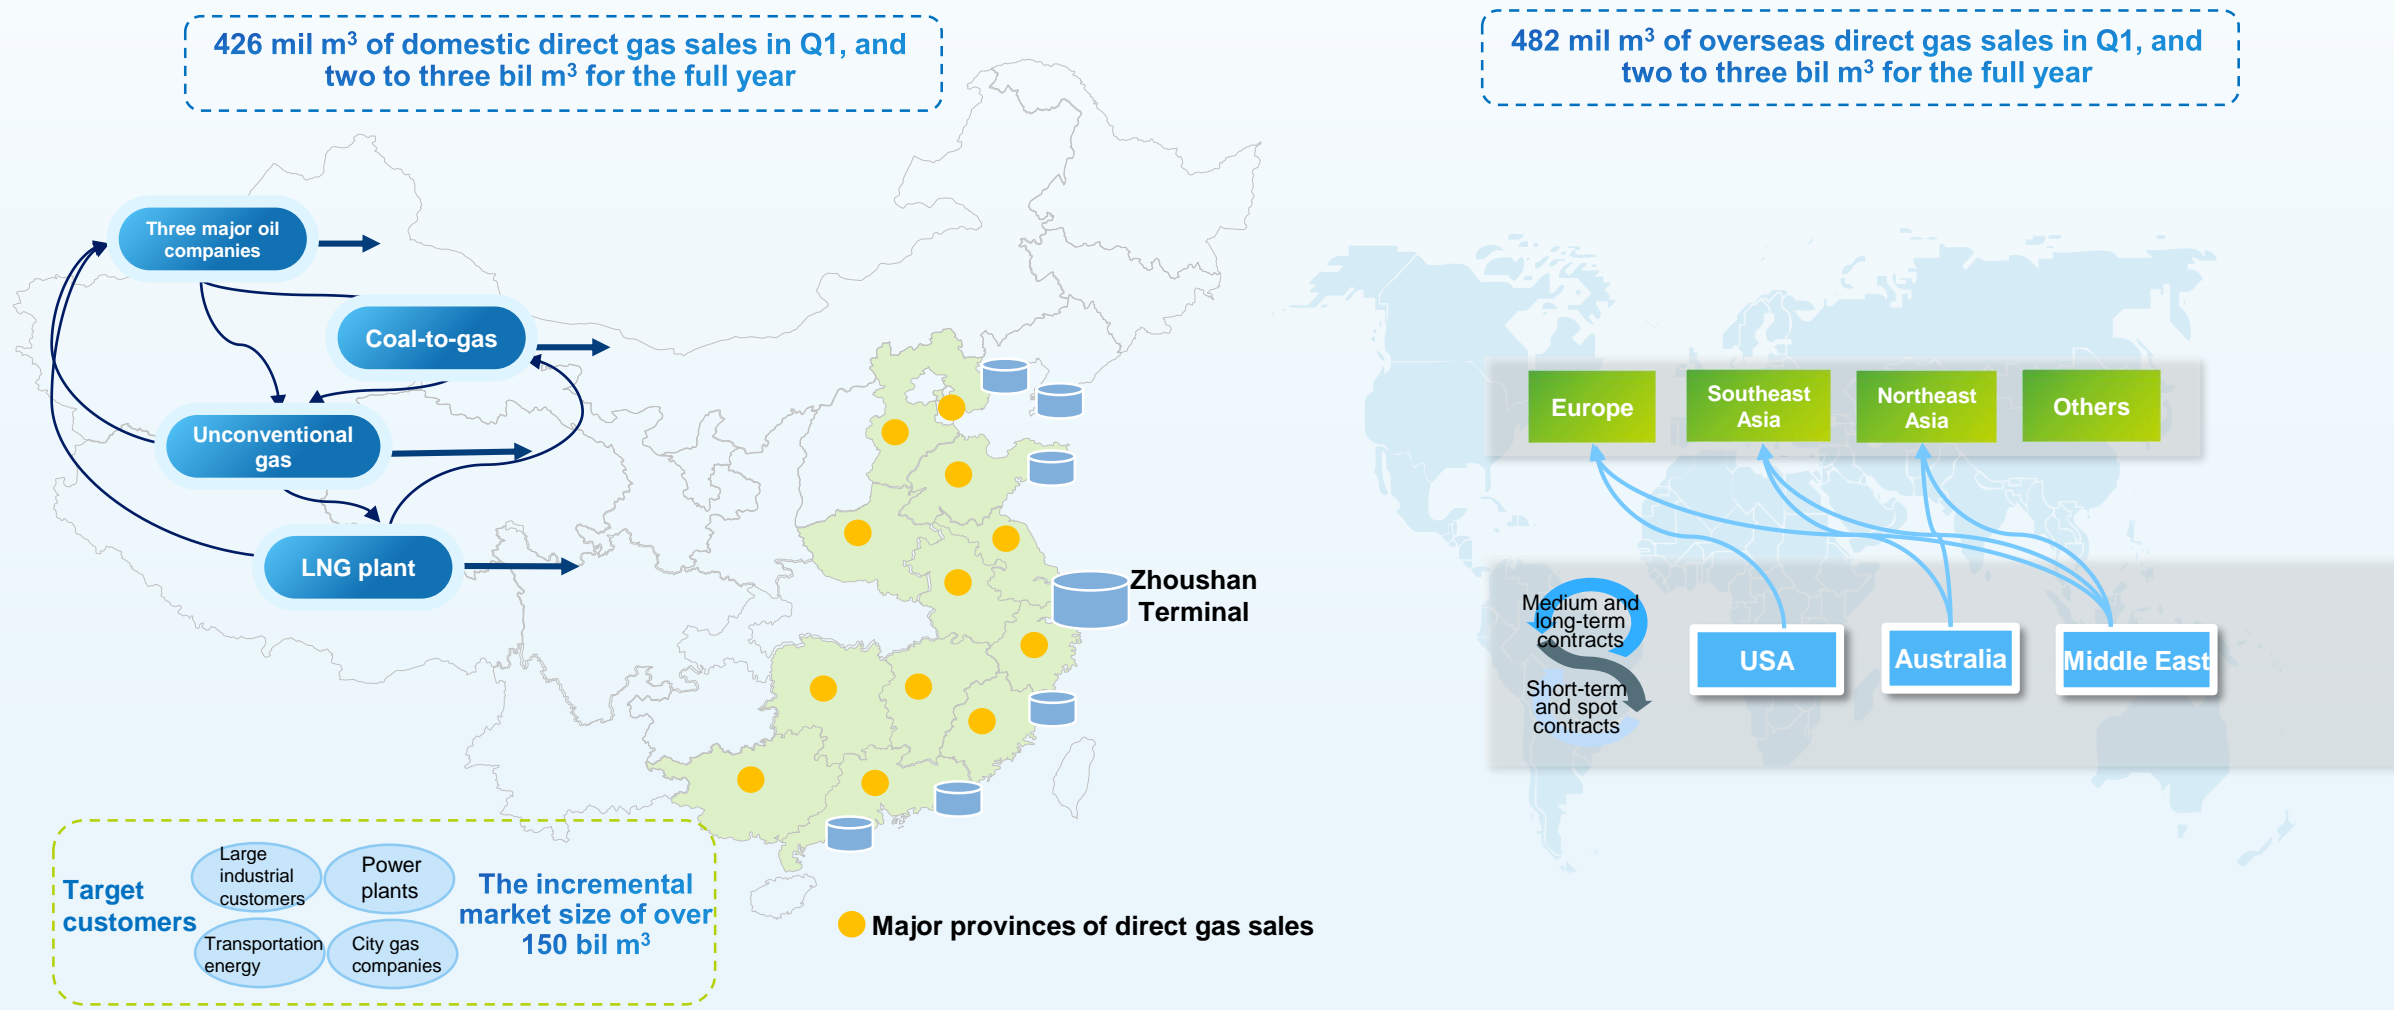 426 mil m³ of domestic direct gas sales in Q1, and
two to three bil m³ for the full year
Three major oil
companies
Coal-to-gas
Unconventional
gas
LNG plant
Zhoushan
Terminal
Target
customers
Large
industrial
customers
Power
plants
Transportation
energy
City gas
companies
The incremental
market size of over
150 bil m³
Major provinces of direct gas sales
482 mil m³ of overseas direct gas sales in Q1, and
two to three bil m³ for the full year
Europe
Southeast
Asia
Northeast
Asia
Others
Medium and
long-term
contracts
Short-term
and spot
contracts
USA
Australia
Middle East